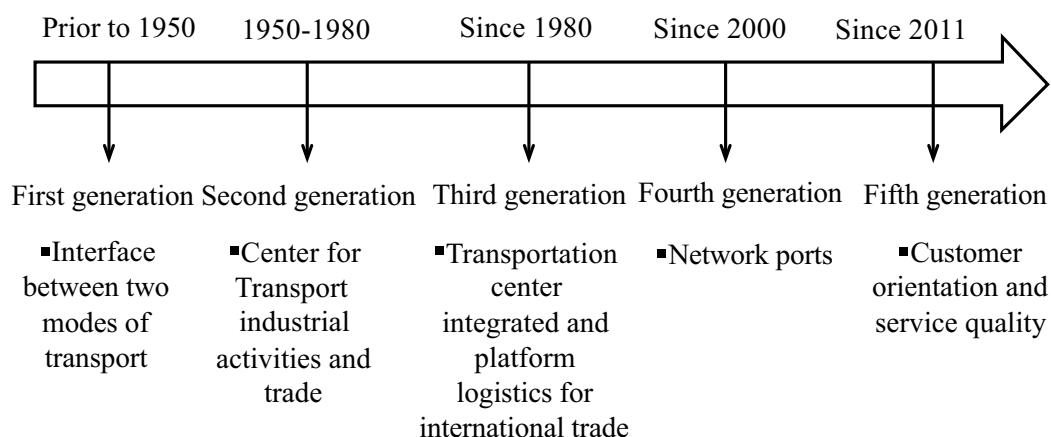 Prior to 1950
1950-1980
Since 1980
Since 2000
Since 2011
First generation
Second generation
Third generation
Fourth generation
Fifth generation
▪Interface
between two
modes of
transport
▪Center for
Transport
industrial
activities and
trade
▪Transportation
center
integrated and
platform
logistics for
international trade
▪Network ports
▪Customer
orientation and
service quality